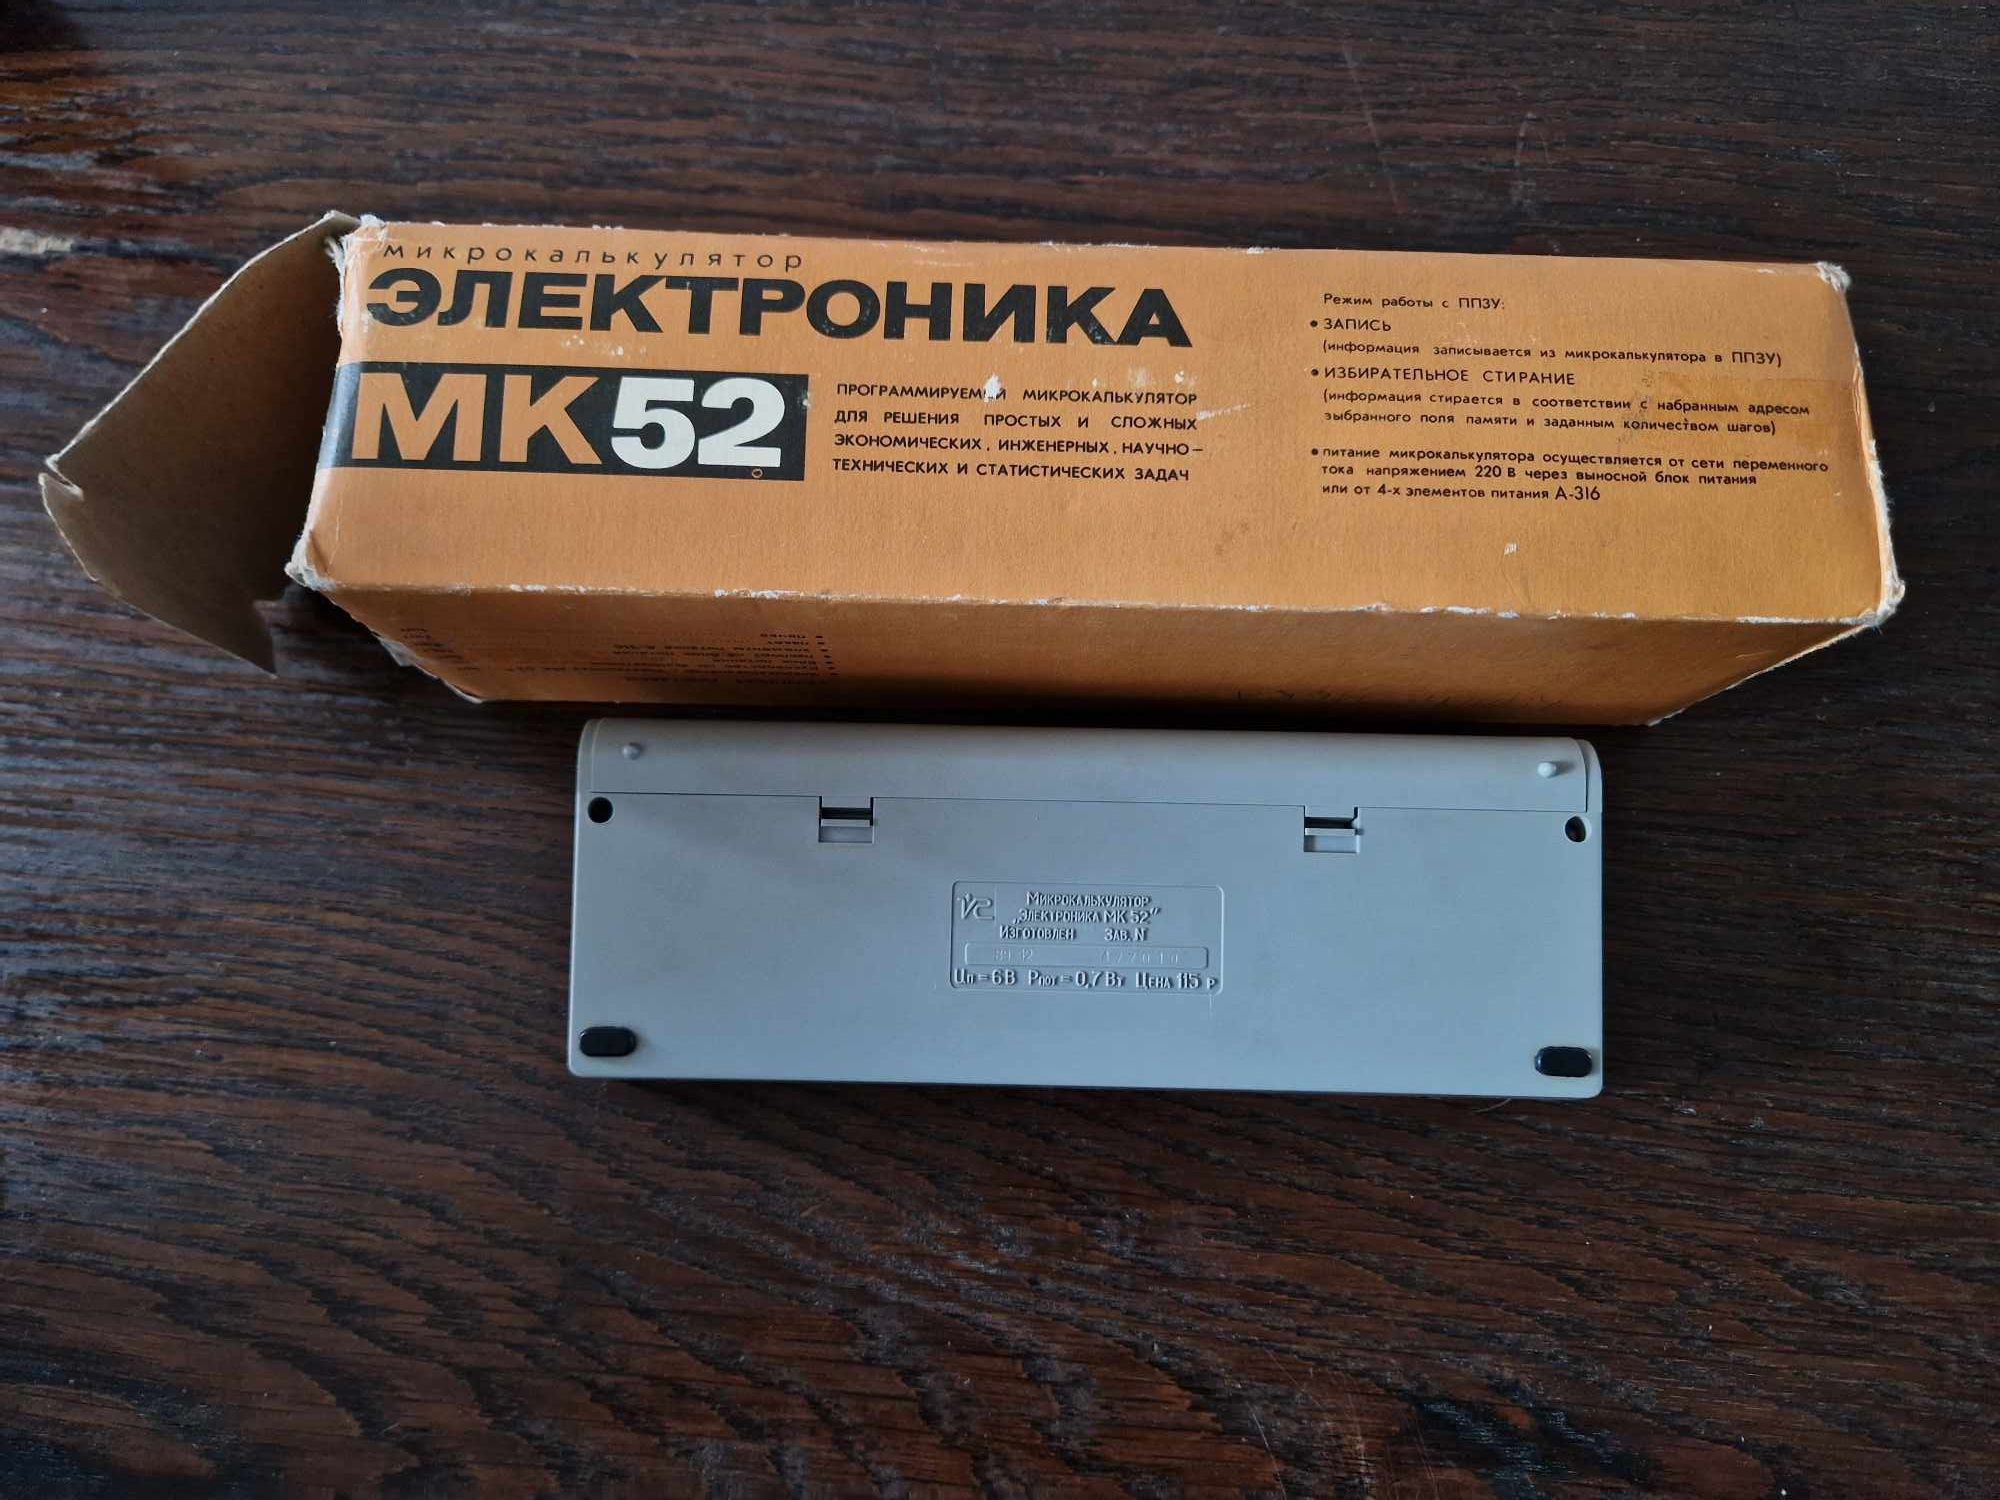 микрокалькулятор
ЭЛЕКТРОНИКА
МК52
ПРОГРАММИРУЕМЫЙ МИКРОКАЛЬКУЛЯТОР
ДЛЯ РЕШЕНИЯ ПРОСТЫХ И СЛОЖНЫХ
ЭКОНОМИЧЕСКИХ, ИНЖЕНЕРНЫХ, НАУЧНО-
ТЕХНИЧЕСКИХ И СТАТИСТИЧЕСКИХ ЗАДАЧ
Режим работы с ППЗУ:
• ЗАПИСЬ
(информация записывается из микрокалькулятора в ППЗУ)
• ИЗБИРАТЕЛЬНОЕ СТИРАНИЕ
(информация стирается в соответствии с набранным адресом
выбранного поля памяти и заданным количеством шагов)
• питание микрокалькулятора осуществляется от сети переменного
тока напряжением 220 В через выносной блок питания
или от 4-х элементов питания А-316
Микрокалькулятор
„Электроника МК 52"
Изготовлен Зав. N
89 12
Uп = 6В Рпот = 0,7 Вт Цена 115 р